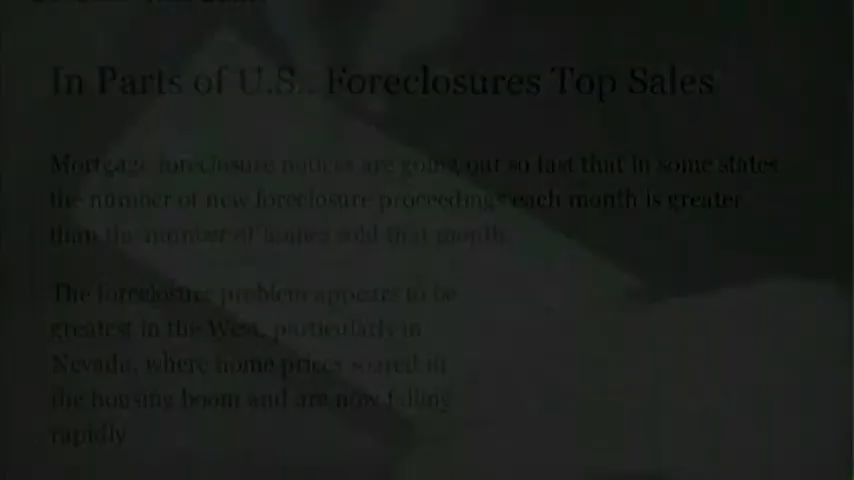 In Parts of U.S., Foreclosures Top Sales
Mortgage foreclosure notices are going out so fast that in some states
the number of new foreclosure proceedings each month is greater
than the number of homes sold that month.
The foreclosure problem appears to be
greatest in the West, particularly in
Nevada, where home prices soared in
the housing boom and are now falling
rapidly